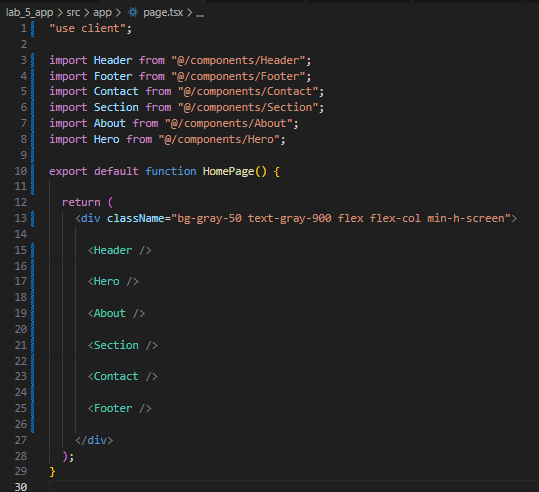 lab_5_app > src > app > page.tsx > ...
1 "use client";
2
3 import Header from "@/components/Header";
4 import Footer from "@/components/Footer";
5 import Contact from "@/components/Contact";
6 import Section from "@/components/Section";
7 import About from "@/components/About";
8 import Hero from "@/components/Hero";
9
10 export default function HomePage() {
11
12 return (
13 <div className="bg-gray-50 text-gray-900 flex flex-col min-h-screen">
14
15 <Header />
16
17 <Hero />
18
19 <About />
20
21 <Section />
22
23 <Contact />
24
25 <Footer />
26
27 </div>
28 );
29 }
30